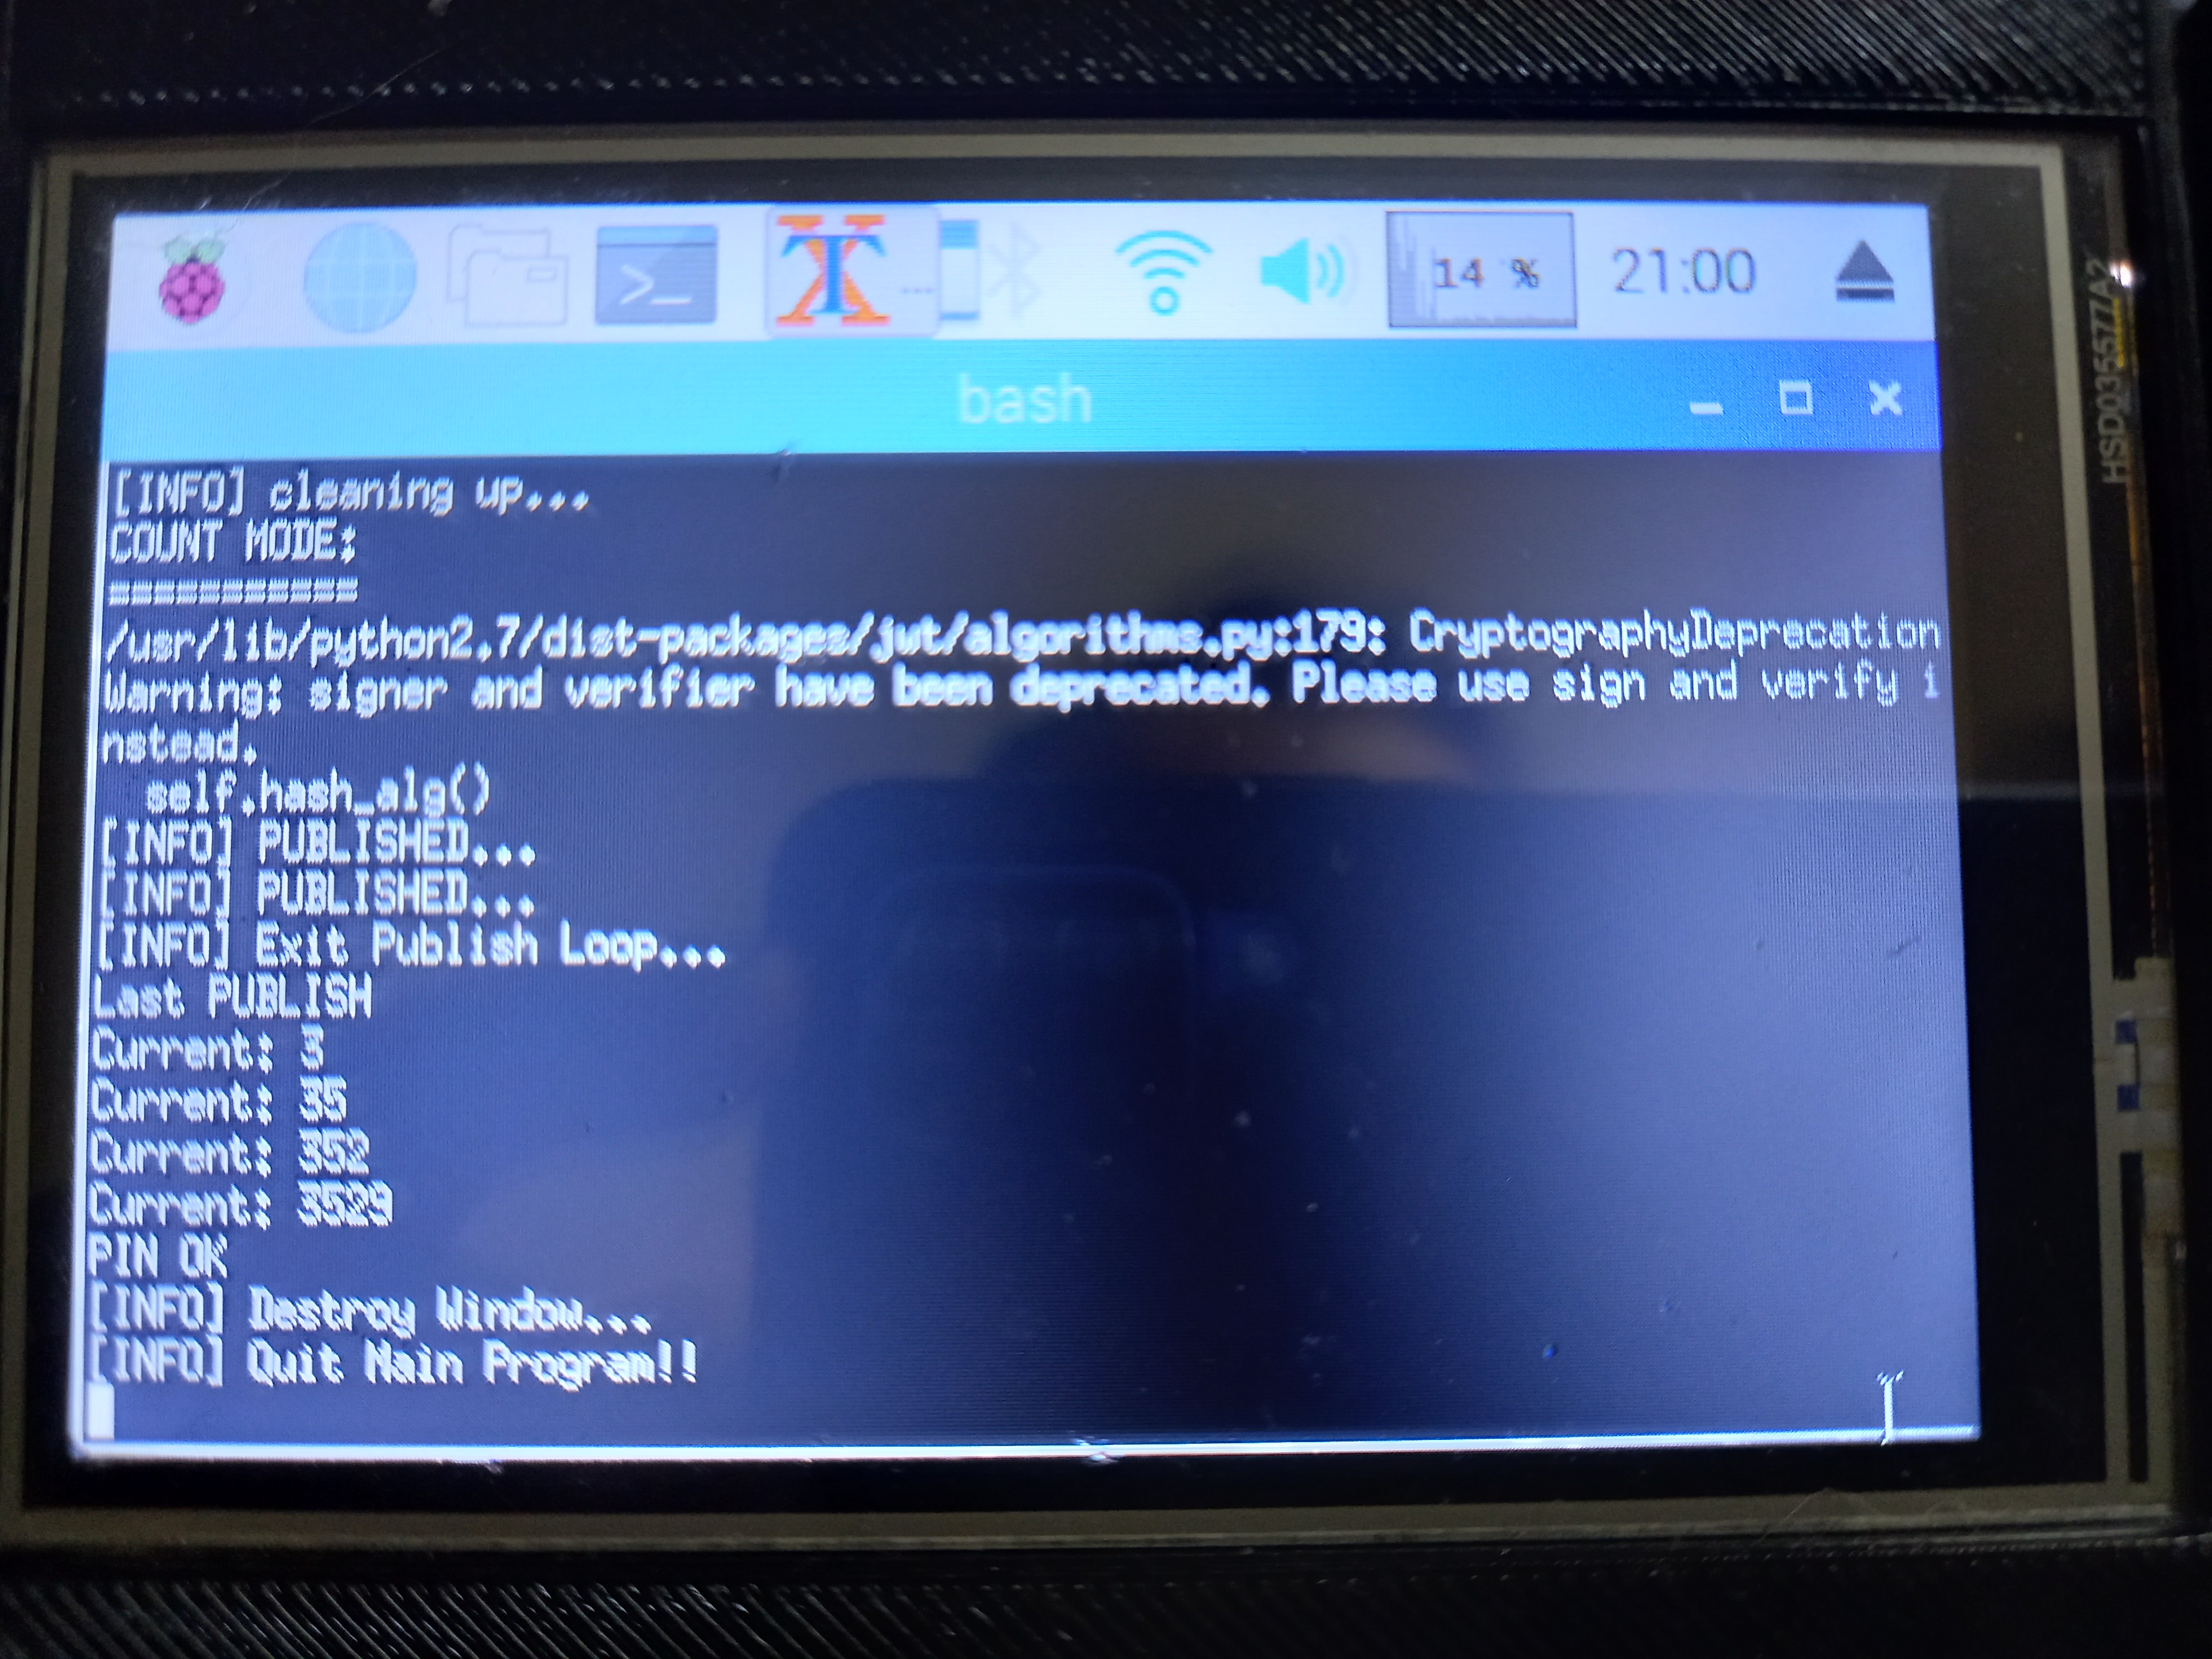 14 %
21:00
bash
[INFO] cleaning up...
COUNT MODE:
===========
/usr/lib/python2.7/dist-packages/jwt/algorithms.py:179: CryptographyDeprecation
Warning: signer and verifier have been deprecated. Please use sign and verify i
nstead.
  self.hash_alg()
[INFO] PUBLISHED...
[INFO] PUBLISHED...
[INFO] Exit Publish Loop...
Last PUBLISH
Current: 3
Current: 35
Current: 352
Current: 3529
PIN OK
[INFO] Destroy Window...
[INFO] Quit Main Program!!
HSD035577A2